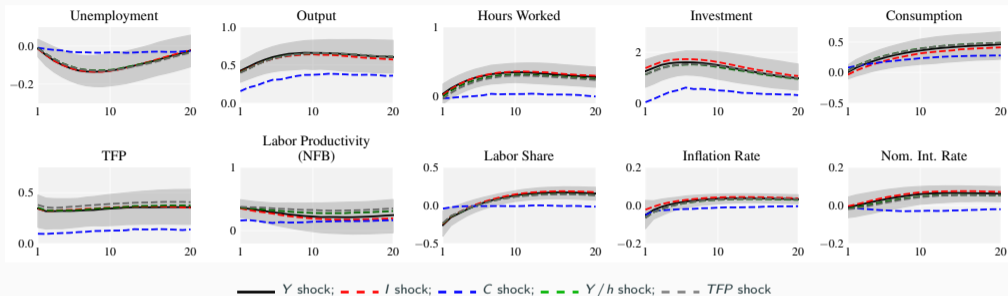 Unemployment
0.0
−0.2
1 10 20
Output
1.0
0.5
0.0
1 10 20
Hours Worked
1
0
1 10 20
Investment
2
0
1 10 20
Consumption
0.5
0.0
−0.5
1 10 20
TFP
0.5
0.0
1 10 20
Labor Productivity
(NFB)
1
0
1 10 20
Labor Share
0.5
0.0
−0.5
1 10 20
Inflation Rate
0.2
0.0
−0.2
1 10 20
Nom. Int. Rate
0.2
0.0
−0.2
1 10 20
Y shock; I shock; C shock; Y/h shock; TFP shock